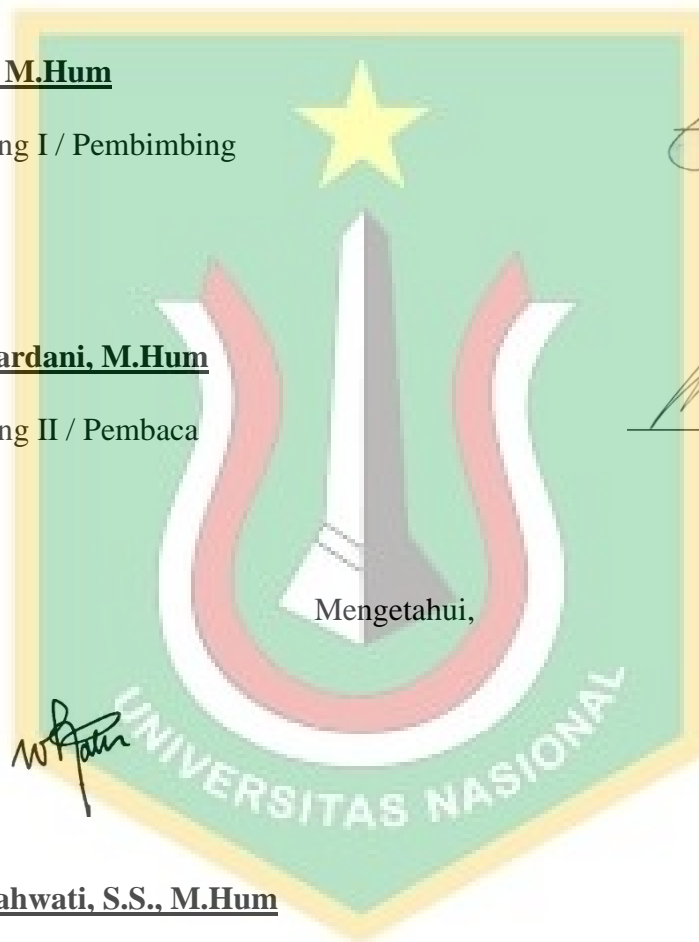 M.Hum
ng I / Pembimbing
ardani, M.Hum
ng II / Pembaca
Mengetahui,
UNIVERSITAS NASIONAL
ahwati, S.S., M.Hum